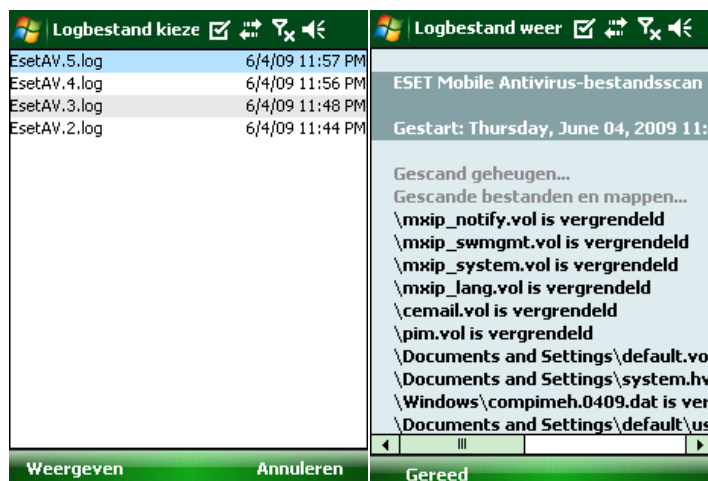 Logbestand kieze
EsetAV.5.log 6/4/09 11:57 PM
EsetAV.4.log 6/4/09 11:56 PM
EsetAV.3.log 6/4/09 11:48 PM
EsetAV.2.log 6/4/09 11:44 PM
Weergeven Annuleren
Logbestand weer
ESET Mobile Antivirus-bestandsscan
Gestart: Thursday, June 04, 2009 11:
Gescand geheugen...
Gescande bestanden en mappen...
\mxip_notify.vol is vergrendeld
\mxip_swmgmt.vol is vergrendeld
\mxip_system.vol is vergrendeld
\mxip_lang.vol is vergrendeld
\cemail.vol is vergrendeld
\pim.vol is vergrendeld
\Documents and Settings\default.vo
\Documents and Settings\system.hv
\Windows\compimeh.0409.dat is ver
\Documents and Settings\default\us
Gereed